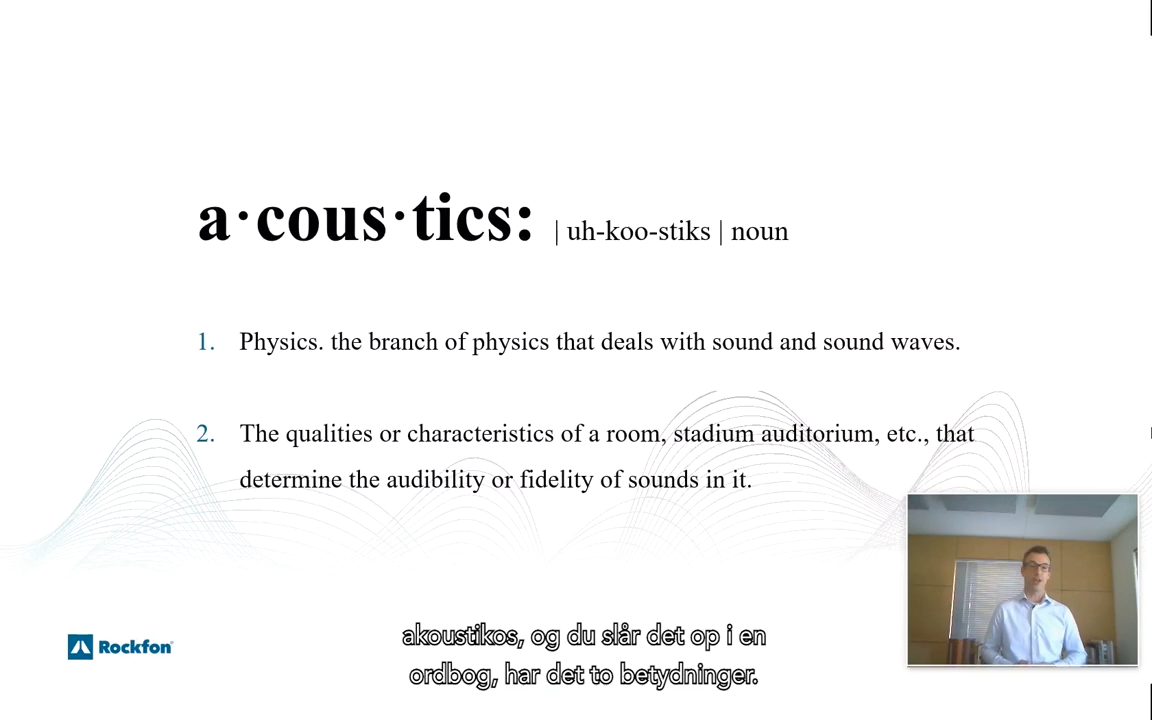 a·cous·tics: | uh-koo-stiks | noun
1. Physics. the branch of physics that deals with sound and sound waves.
2. The qualities or characteristics of a room, stadium auditorium, etc., that
determine the audibility or fidelity of sounds in it.
Rockfon®
akoustikos, og du slår det op i en
ordbog, har det to betydninger.